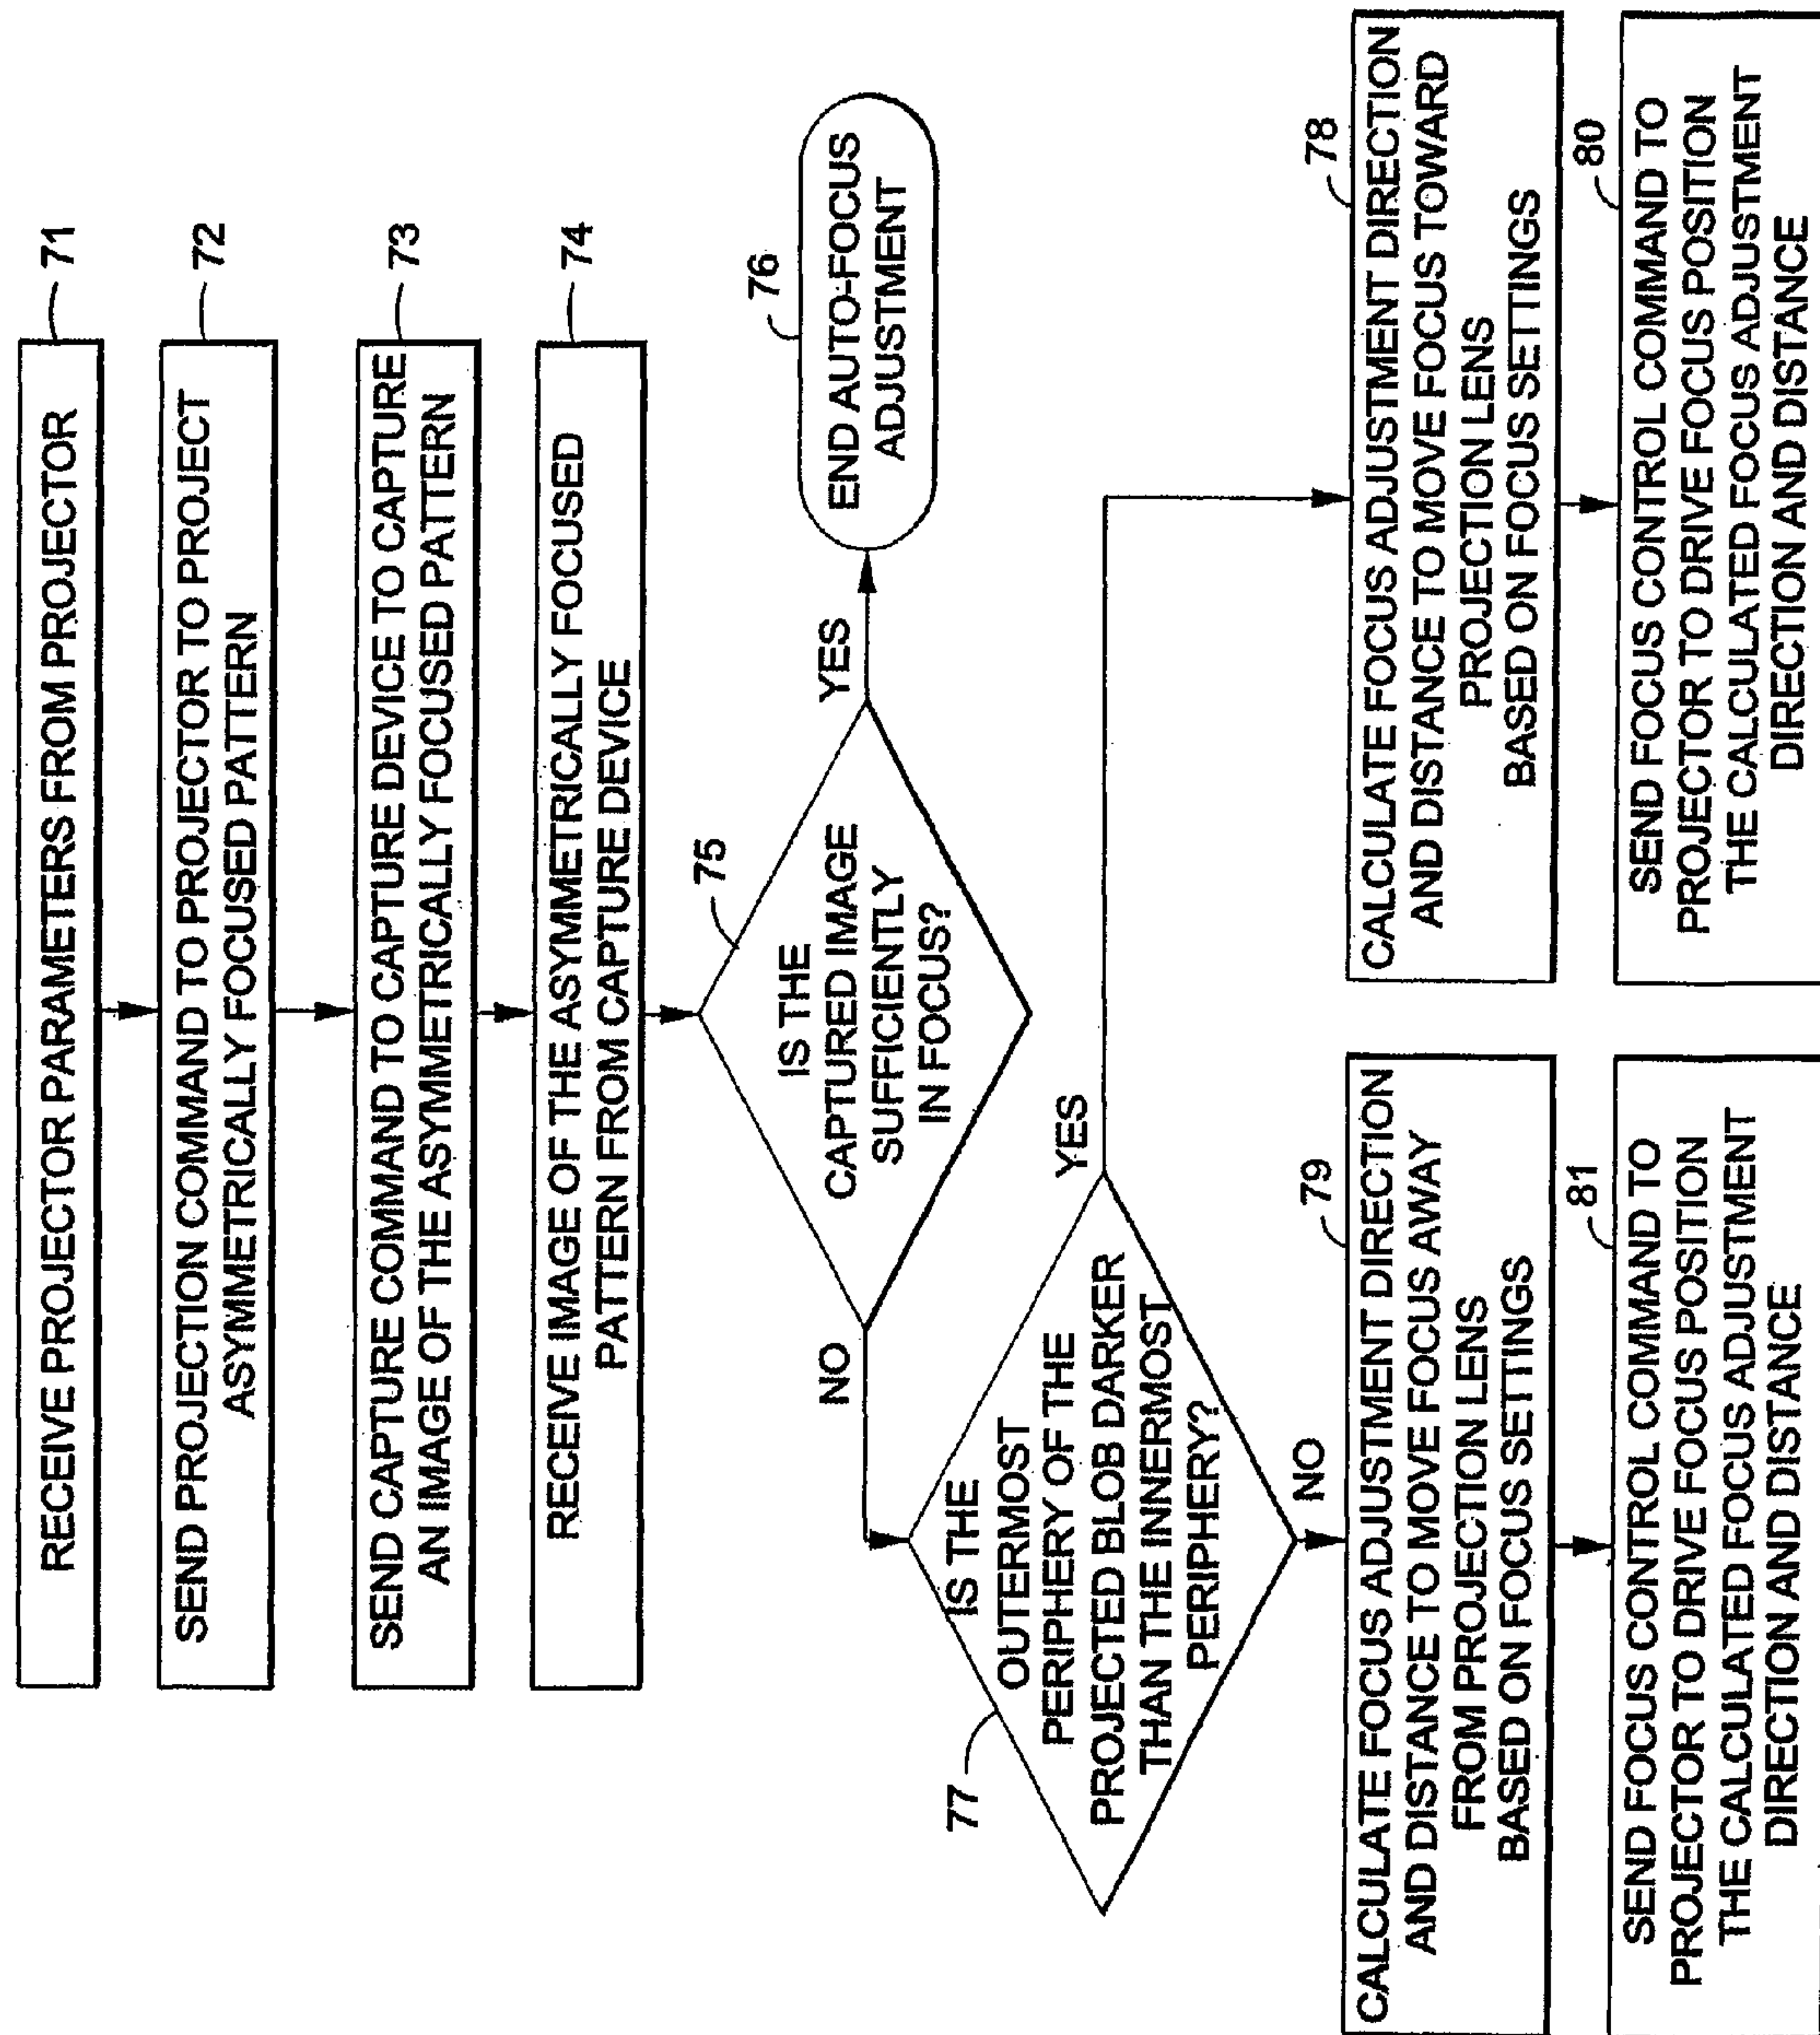 RECEIVE PROJECTOR PARAMETERS FROM PROJECTOR
71
SEND PROJECTION COMMAND TO PROJECTOR TO PROJECT
ASYMMETRICALLY FOCUSED PATTERN
72
SEND CAPTURE COMMAND TO CAPTURE DEVICE TO CAPTURE
AN IMAGE OF THE ASYMMETRICALLY FOCUSED PATTERN
73
RECEIVE IMAGE OF THE ASYMMETRICALLY FOCUSED
PATTERN FROM CAPTURE DEVICE
74
75
IS THE
CAPTURED IMAGE
SUFFICIENTLY
IN FOCUS?
YES
76
END AUTO-FOCUS
ADJUSTMENT
NO
77
IS THE
OUTERMOST
PERIPHERY OF THE
PROJECTED BLOB DARKER
THAN THE INNERMOST
PERIPHERY?
YES
NO
79
CALCULATE FOCUS ADJUSTMENT DIRECTION
AND DISTANCE TO MOVE FOCUS AWAY
FROM PROJECTION LENS
BASED ON FOCUS SETTINGS
78
CALCULATE FOCUS ADJUSTMENT DIRECTION
AND DISTANCE TO MOVE FOCUS TOWARD
PROJECTION LENS
BASED ON FOCUS SETTINGS
81
SEND FOCUS CONTROL COMMAND TO
PROJECTOR TO DRIVE FOCUS POSITION
THE CALCULATED FOCUS ADJUSTMENT
DIRECTION AND DISTANCE
80
SEND FOCUS CONTROL COMMAND TO
PROJECTOR TO DRIVE FOCUS POSITION
THE CALCULATED FOCUS ADJUSTMENT
DIRECTION AND DISTANCE